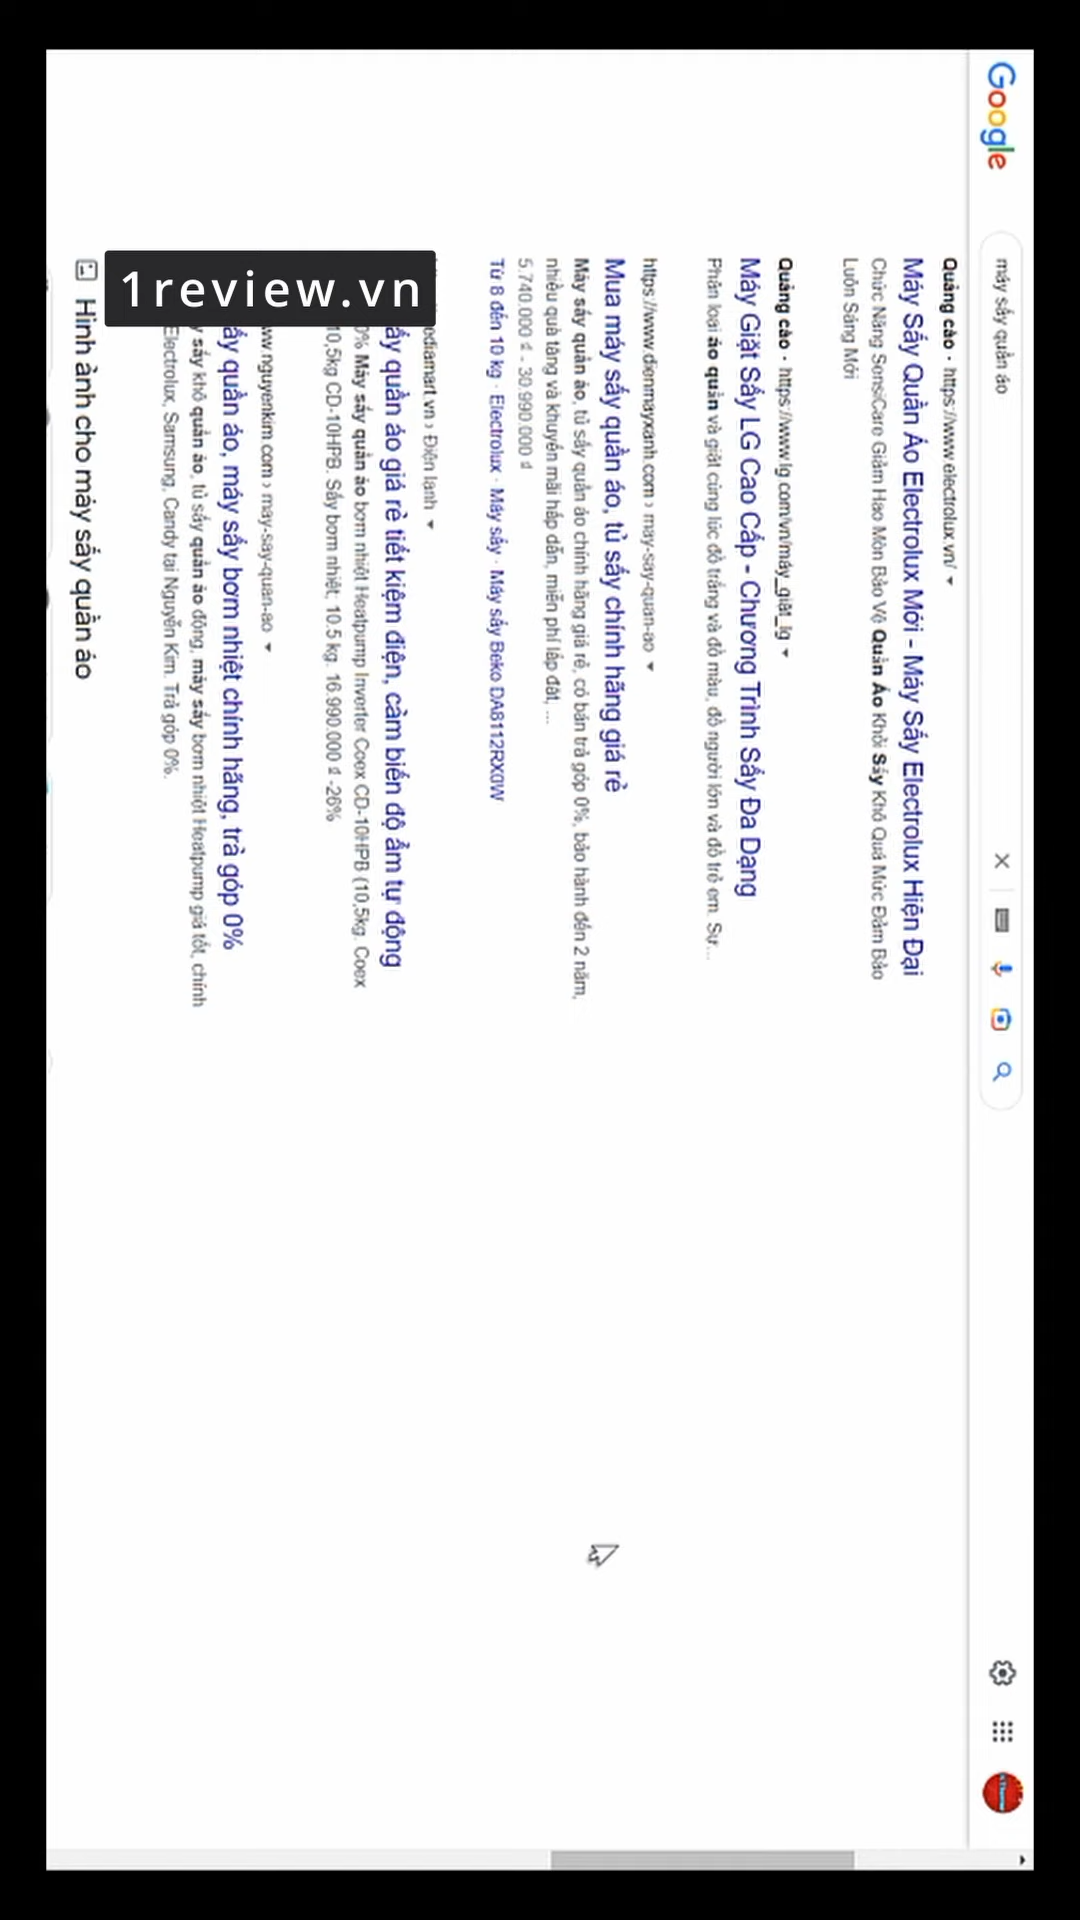 Google
máy sấy quần áo
Quảng cáo · https://www.electrolux.vn/
Máy Sấy Quần Áo Electrolux Mới - Máy Sấy Electrolux Hiện Đại
Chức Năng SensiCare Giảm Hao Mòn Bảo Vệ Quần Áo Khỏi Sấy Khô Quá Mức Đảm Bảo
Luôn Sáng Mới
Quảng cáo · https://www.lg.com/vn/máy_giặt_lg
Máy Giặt Sấy LG Cao Cấp - Chương Trình Sấy Đa Dạng
Phân loại áo quần và giặt cùng lúc đồ trắng và đồ màu, đồ người lớn và đồ trẻ em. Sự...
https://www.dienmayxanh.com › may-say-quan-ao
Mua máy sấy quần áo, tủ sấy chính hãng giá rẻ
Máy sấy quần áo, tủ sấy quần áo chính hãng giá rẻ, có bán trả góp 0%, bảo hành đến 2 năm,
nhiều quà tặng và khuyến mãi hấp dẫn, miễn phí lắp đặt, ...
5.740.000 ₫ - 30.990.000 ₫
Từ 8 đến 10 kg · Electrolux · Máy sấy · Máy sấy Beko DA8112RX0W
ediamart.vn › Điện lạnh
ấy quần áo giá rẻ tiết kiệm điện, cảm biến độ ẩm tự động
0% Máy sấy quần áo bơm nhiệt Heatpump Inverter Coex CD-10HPB (10,5kg. Coex
10,5kg CD-10HPB. Sấy bơm nhiệt; 10.5 kg. 16.990.000 ₫ -26%
ww.nguyenkim.com › may-say-quan-ao
ấy quần áo, máy sấy bơm nhiệt chính hãng, trả góp 0%
y sấy khô quần áo, tủ sấy quần áo động, máy sấy bơm nhiệt Heatpump giá tốt, chính
Electrolux, Samsung, Candy tại Nguyễn Kim. Trả góp 0%.
Hình ảnh cho máy sấy quần áo
1review.vn